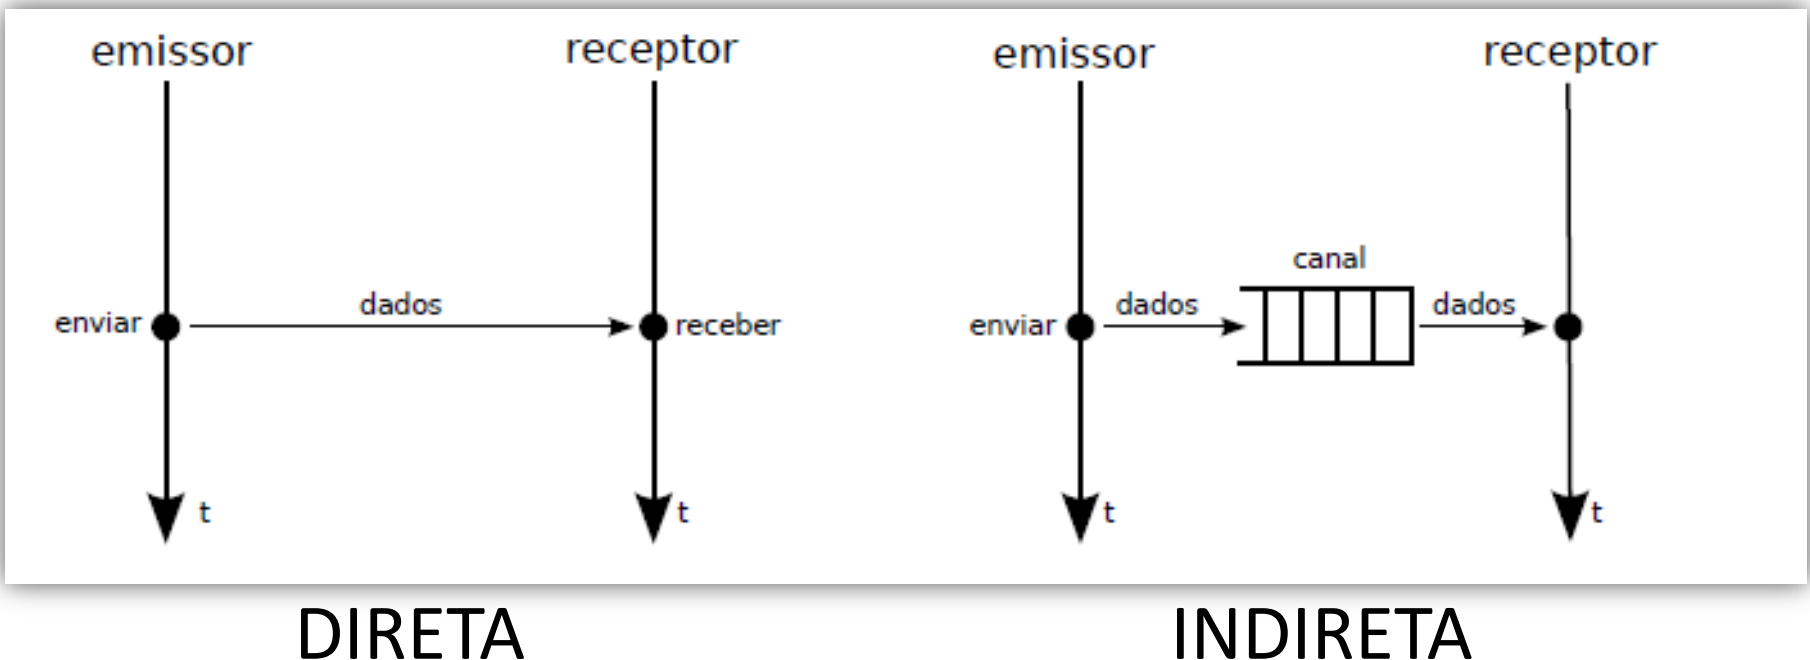 emissor
receptor
enviar
dados
receber
t
t
DIRETA
emissor
receptor
canal
enviar
dados
dados
t
t
INDIRETA